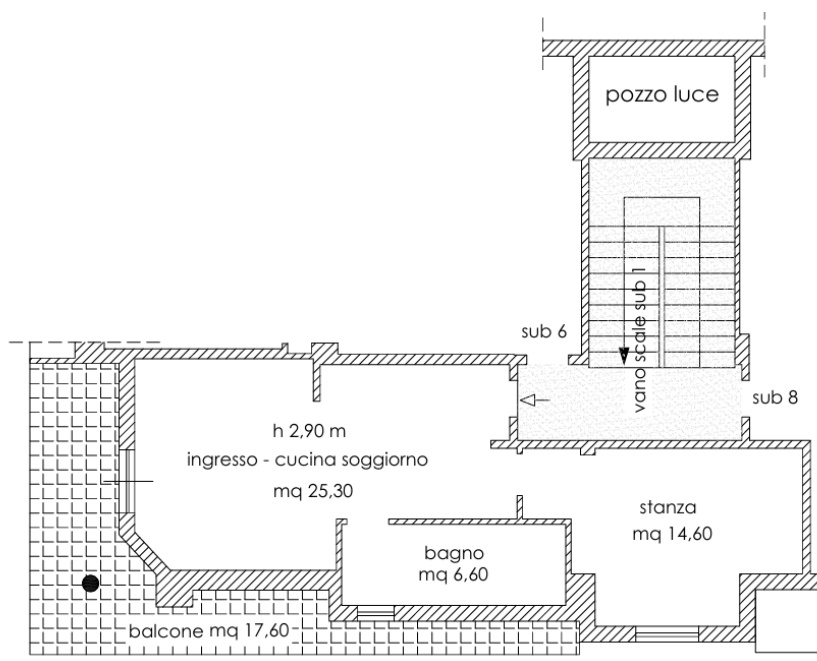 pozzo luce
vano scale sub 1
sub 6
sub 8
h 2,90 m
ingresso - cucina soggiorno
mq 25,30
stanza
mq 14,60
bagno
mq 6,60
balcone mq 17,60